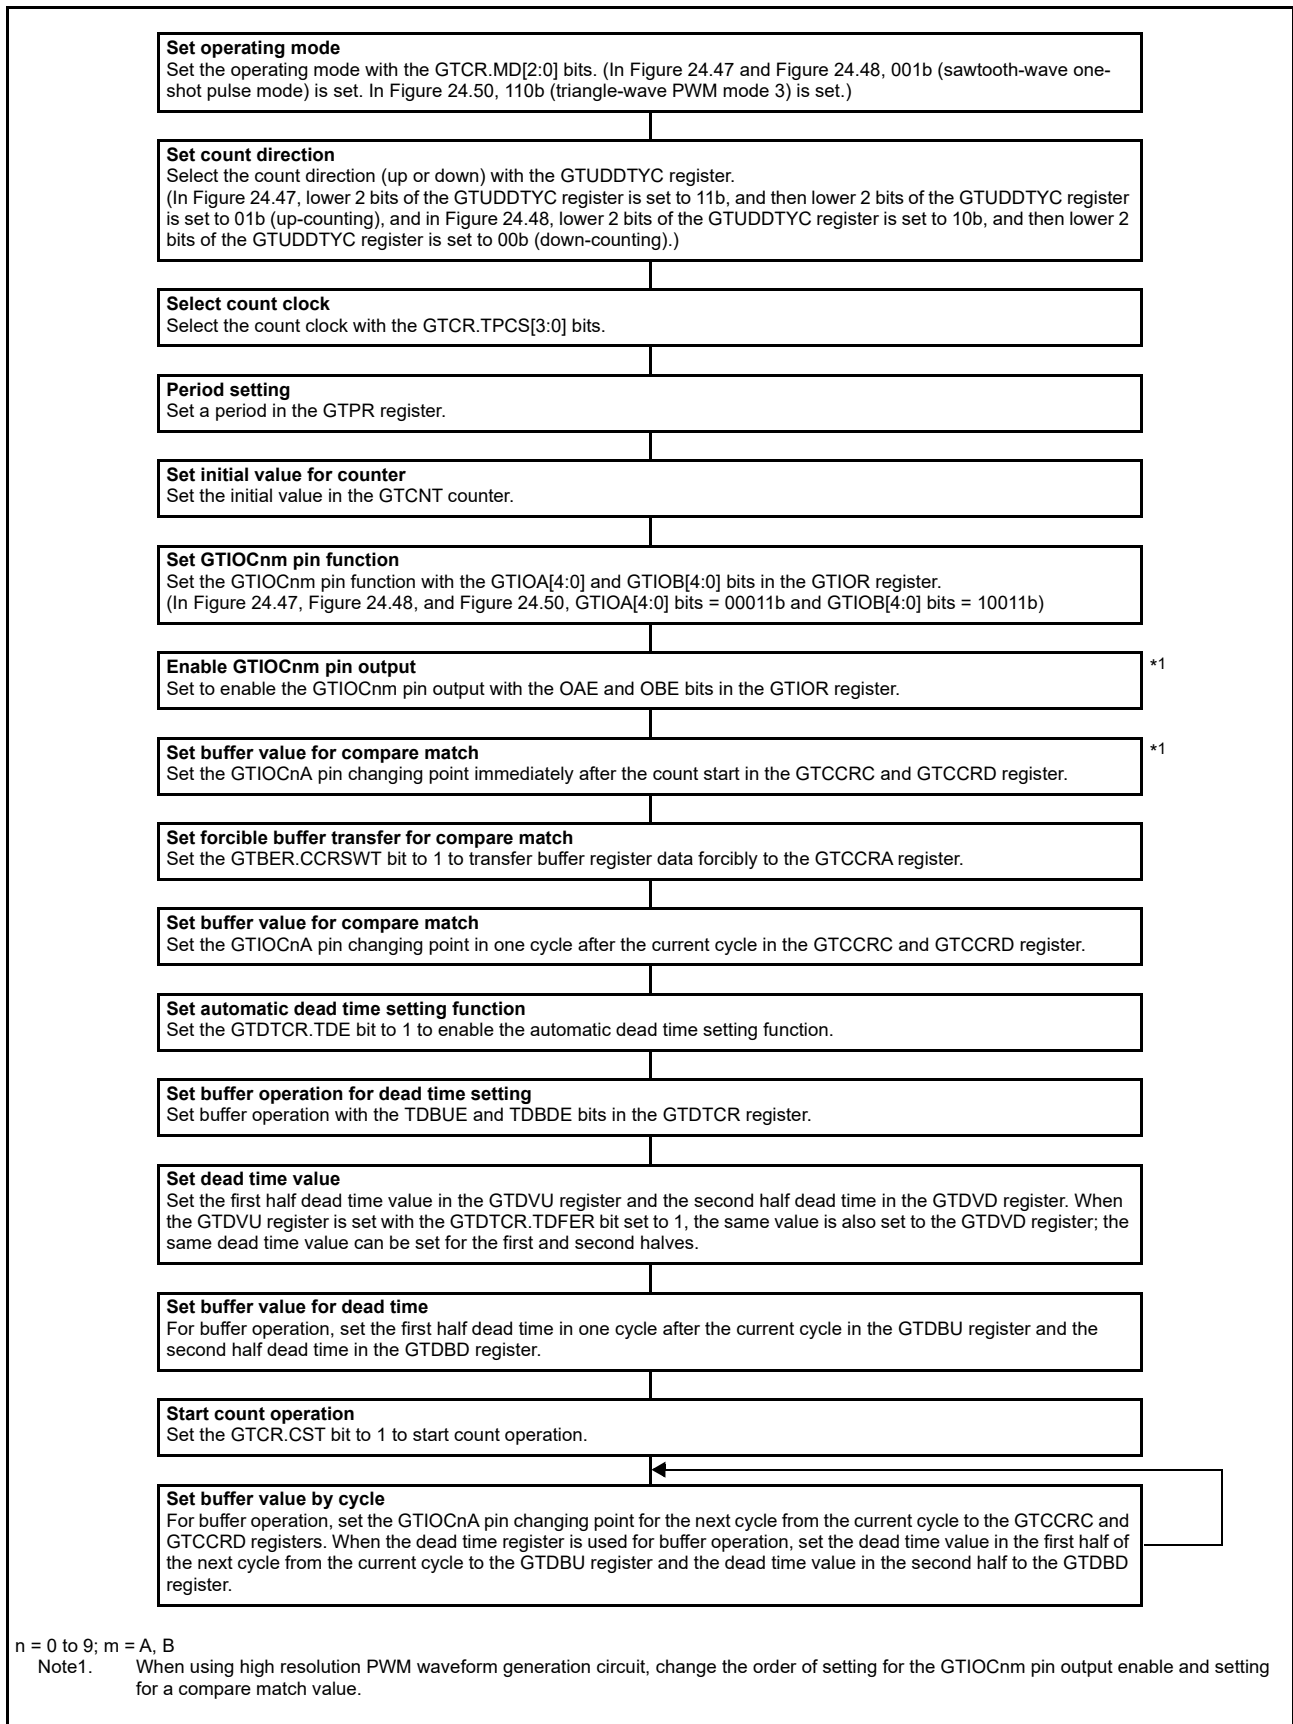 Set operating mode
Set the operating mode with the GTCR.MD[2:0] bits. (In Figure 24.47 and Figure 24.48, 001b (sawtooth-wave one-
shot pulse mode) is set. In Figure 24.50, 110b (triangle-wave PWM mode 3) is set.)
Set count direction
Select the count direction (up or down) with the GTUDDTYC register.
(In Figure 24.47, lower 2 bits of the GTUDDTYC register is set to 11b, and then lower 2 bits of the GTUDDTYC register
is set to 01b (up-counting), and in Figure 24.48, lower 2 bits of the GTUDDTYC register is set to 10b, and then lower 2
bits of the GTUDDTYC register is set to 00b (down-counting).)
Select count clock
Select the count clock with the GTCR.TPCS[3:0] bits.
Period setting
Set a period in the GTPR register.
Set initial value for counter
Set the initial value in the GTCNT counter.
Set GTIOCnm pin function
Set the GTIOCnm pin function with the GTIOA[4:0] and GTIOB[4:0] bits in the GTIOR register.
(In Figure 24.47, Figure 24.48, and Figure 24.50, GTIOA[4:0] bits = 00011b and GTIOB[4:0] bits = 10011b)
Enable GTIOCnm pin output *1
Set to enable the GTIOCnm pin output with the OAE and OBE bits in the GTIOR register.
Set buffer value for compare match *1
Set the GTIOCnA pin changing point immediately after the count start in the GTCCRC and GTCCRD register.
Set forcible buffer transfer for compare match
Set the GTBER.CCRSWT bit to 1 to transfer buffer register data forcibly to the GTCCRA register.
Set buffer value for compare match
Set the GTIOCnA pin changing point in one cycle after the current cycle in the GTCCRC and GTCCRD register.
Set automatic dead time setting function
Set the GTDTCR.TDE bit to 1 to enable the automatic dead time setting function.
Set buffer operation for dead time setting
Set buffer operation with the TDBUE and TDBDE bits in the GTDTCR register.
Set dead time value
Set the first half dead time value in the GTDVU register and the second half dead time in the GTDVD register. When
the GTDVU register is set with the GTDTCR.TDFER bit set to 1, the same value is also set to the GTDVD register; the
same dead time value can be set for the first and second halves.
Set buffer value for dead time
For buffer operation, set the first half dead time in one cycle after the current cycle in the GTDBU register and the
second half dead time in the GTDBD register.
Start count operation
Set the GTCR.CST bit to 1 to start count operation.
Set buffer value by cycle
For buffer operation, set the GTIOCnA pin changing point for the next cycle from the current cycle to the GTCCRC and
GTCCRD registers. When the dead time register is used for buffer operation, set the dead time value in the first half of
the next cycle from the current cycle to the GTDBU register and the dead time value in the second half to the GTDBD
register.
n = 0 to 9; m = A, B
Note1. When using high resolution PWM waveform generation circuit, change the order of setting for the GTIOCnm pin output enable and setting
for a compare match value.